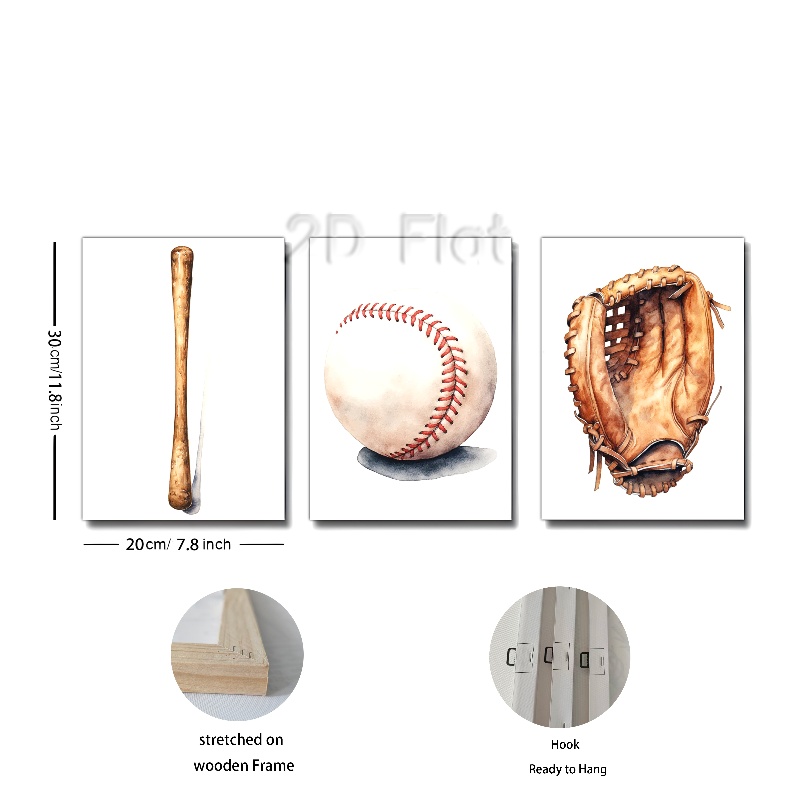 2D Flat
30cm/11.8inch
20cm/ 7.8 inch
stretched on
wooden Frame
Hook
Ready to Hang